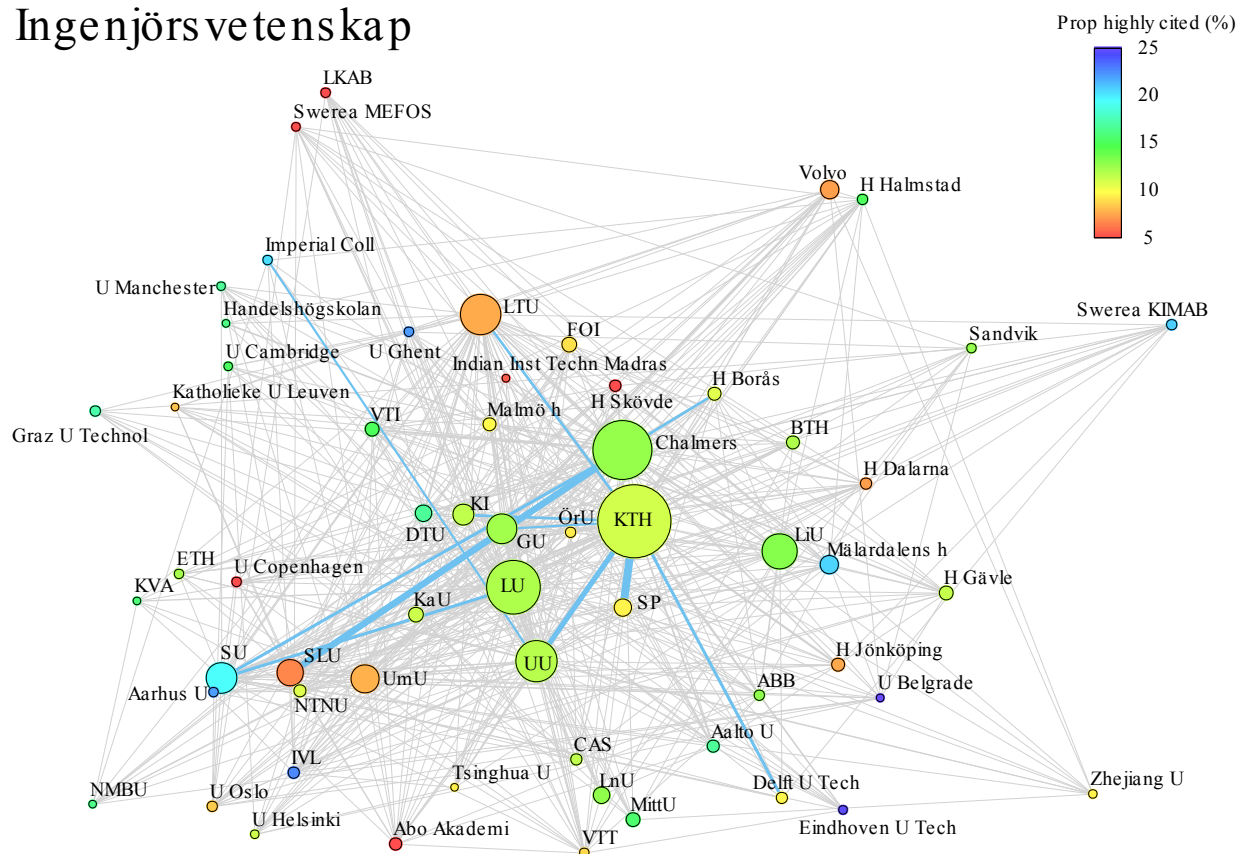 Ingenjörsvetenskap
Prop highly cited (%)
25
20
15
10
5
LKAB
Swerea MEFOS
Volvo
H Halmstad
Imperial Coll
U Manchester
Handelshögskolan
LTU
Swerea KIMAB
FOI
Sandvik
U Cambridge
U Ghent
Indian Inst Techn Madras
H Borås
Katholieke U Leuven
H Skövde
Malmö h
VTI
Graz U Technol
Chalmers
BTH
H Dalarna
KI
ÖrU
KTH
DTU
GU
LiU
Mälardalens h
ETH
U Copenhagen
LU
H Gävle
KVA
KaU
SP
SU
SLU
UU
H Jönköping
UmU
Aarhus U
NTNU
ABB
U Belgrade
Aalto U
CAS
IVL
Tsinghua U
LnU
Delft U Tech
Zhejiang U
NMBU
U Oslo
MittU
U Helsinki
Abo Akademi
VTT
Eindhoven U Tech